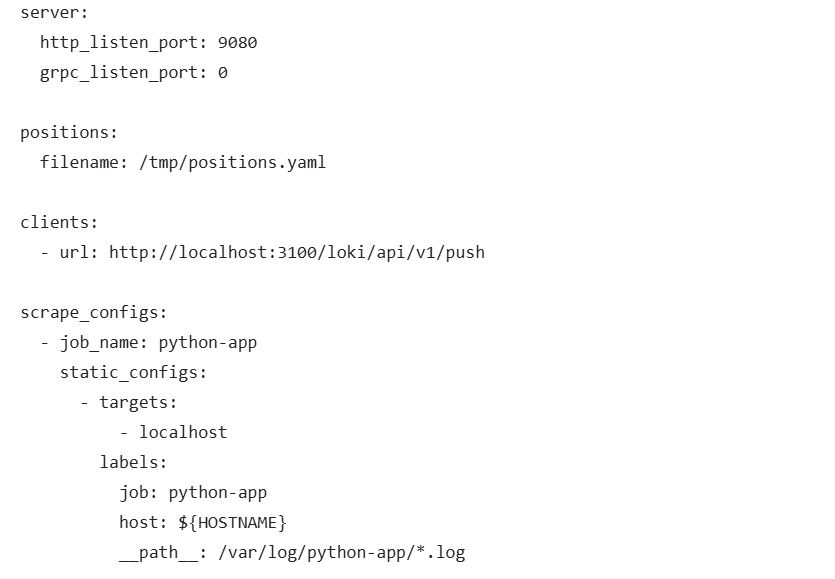 server:
  http_listen_port: 9080
  grpc_listen_port: 0

positions:
  filename: /tmp/positions.yaml

clients:
  - url: http://localhost:3100/loki/api/v1/push

scrape_configs:
  - job_name: python-app
    static_configs:
      - targets:
          - localhost
        labels:
          job: python-app
          host: ${HOSTNAME}
          __path__: /var/log/python-app/*.log